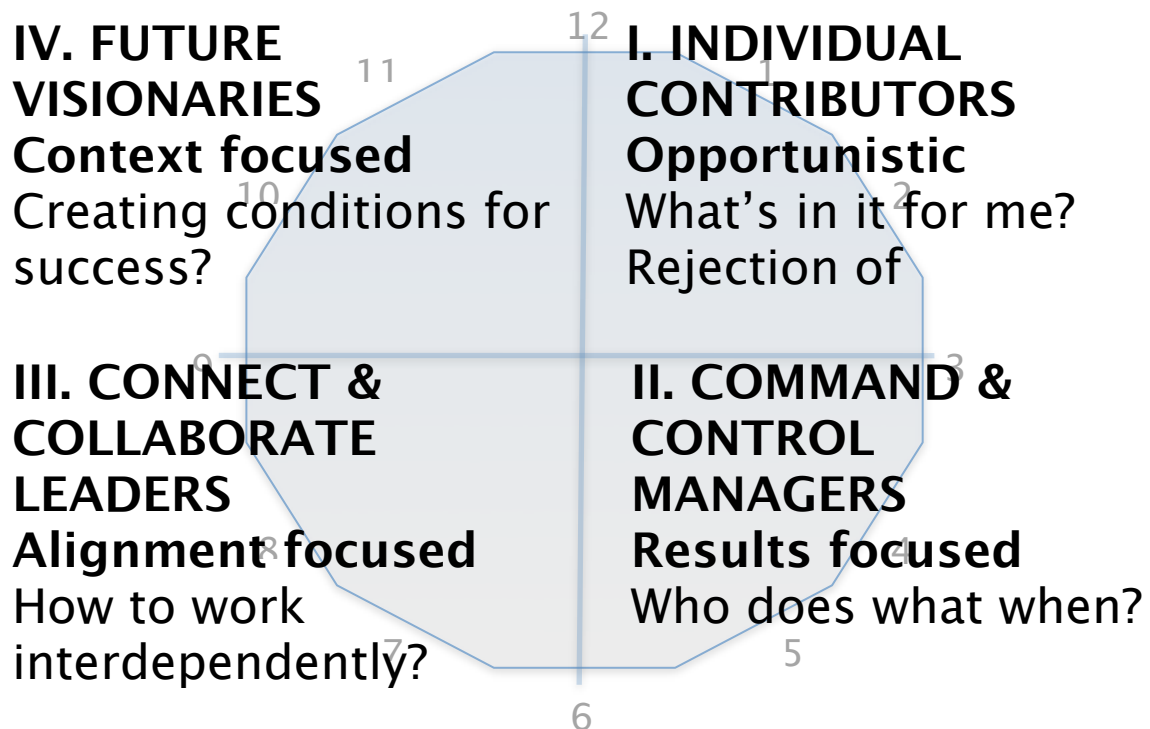 12
IV. FUTURE
VISIONARIES
Context focused
Creating conditions for
success?
11
10
I. INDIVIDUAL
CONTRIBUTORS
Opportunistic
What's in it for me?
Rejection of
1
2
9
III. CONNECT &
COLLABORATE
LEADERS
Alignment focused
How to work
interdependently?
8
7
3
II. COMMAND &
CONTROL
MANAGERS
Results focused
Who does what when?
4
5
6